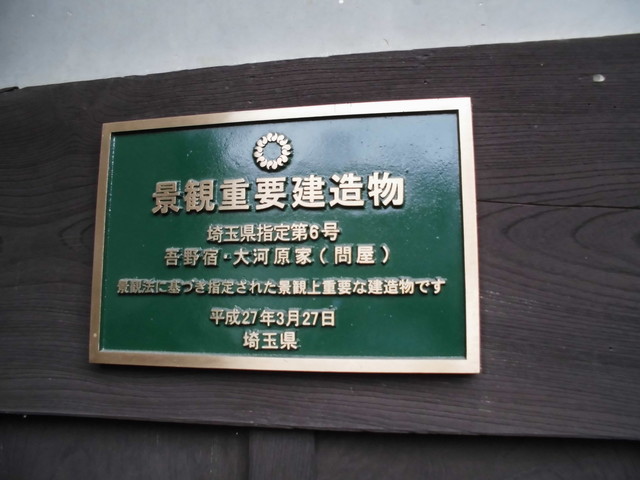 景観重要建造物
埼玉県指定第6号
吾野宿・大河原家(問屋)
景観法に基づき指定された景観上重要な建造物です
平成27年3月27日
埼玉県